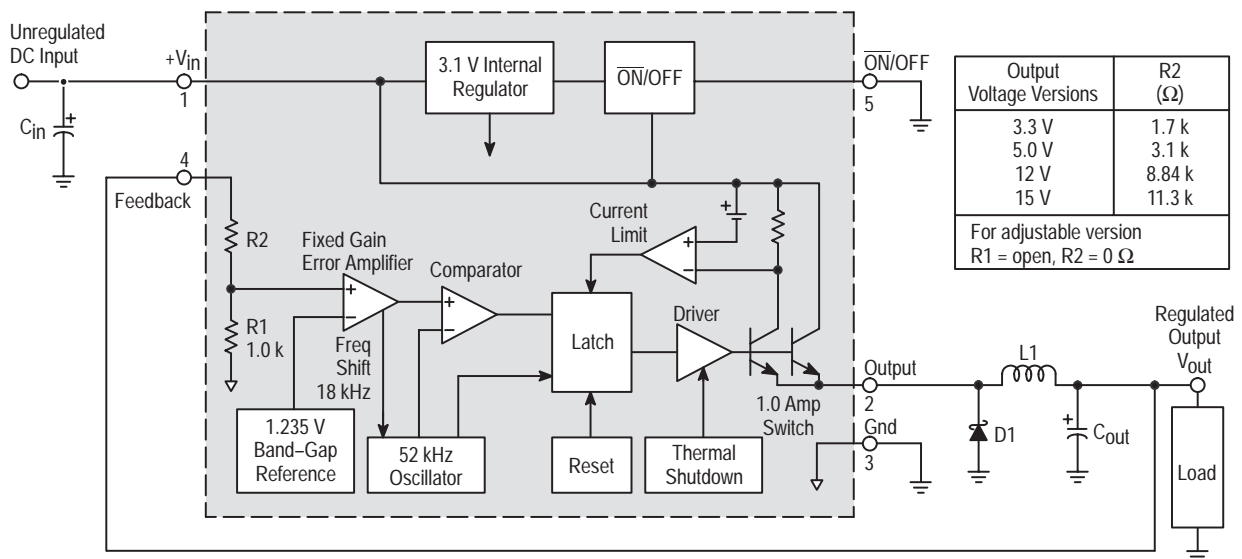 Unregulated
DC Input
+Vin
1
Cin
+
4
Feedback
3.1 V Internal
Regulator
O̅N̅/OFF
O̅N̅/OFF
5
Output
Voltage Versions
R2
(Ω)
3.3 V
1.7 k
5.0 V
3.1 k
12 V
8.84 k
15 V
11.3 k
For adjustable version
R1 = open, R2 = 0 Ω
R2
R1
1.0 k
Fixed Gain
Error Amplifier
+
–
Comparator
+
–
Current
Limit
+
–
+
Freq
Shift
18 kHz
Latch
Driver
1.0 Amp
Switch
1.235 V
Band–Gap
Reference
52 kHz
Oscillator
Reset
Thermal
Shutdown
Output
2
Gnd
3
L1
D1
+
Cout
Regulated
Output
Vout
Load